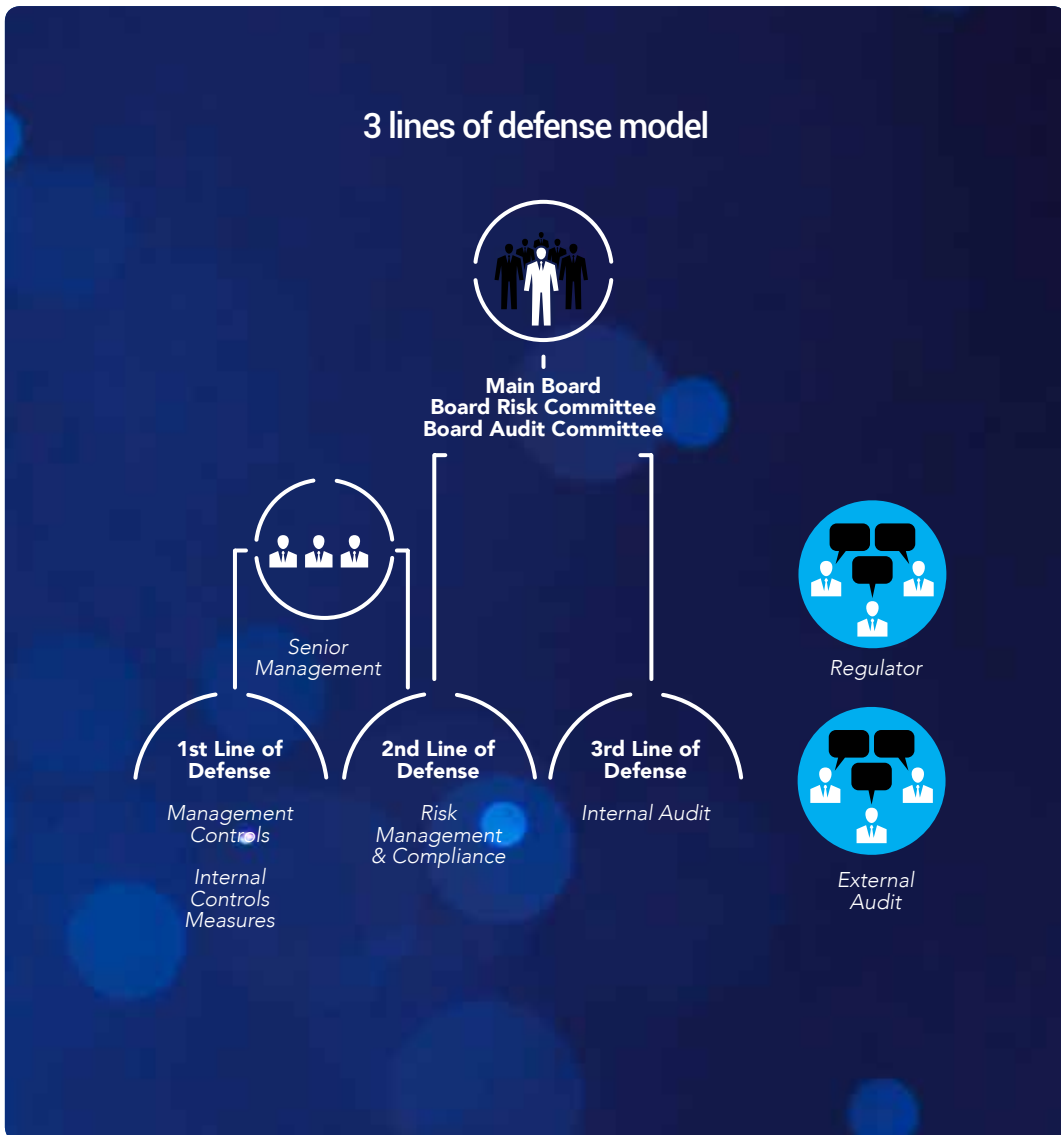 3 lines of defense model
Main Board
Board Risk Committee
Board Audit Committee
Senior
Management
1st Line of
Defense
Management
Controls
Internal
Controls
Measures
2nd Line of
Defense
Risk
Management
& Compliance
3rd Line of
Defense
Internal Audit
Regulator
External
Audit